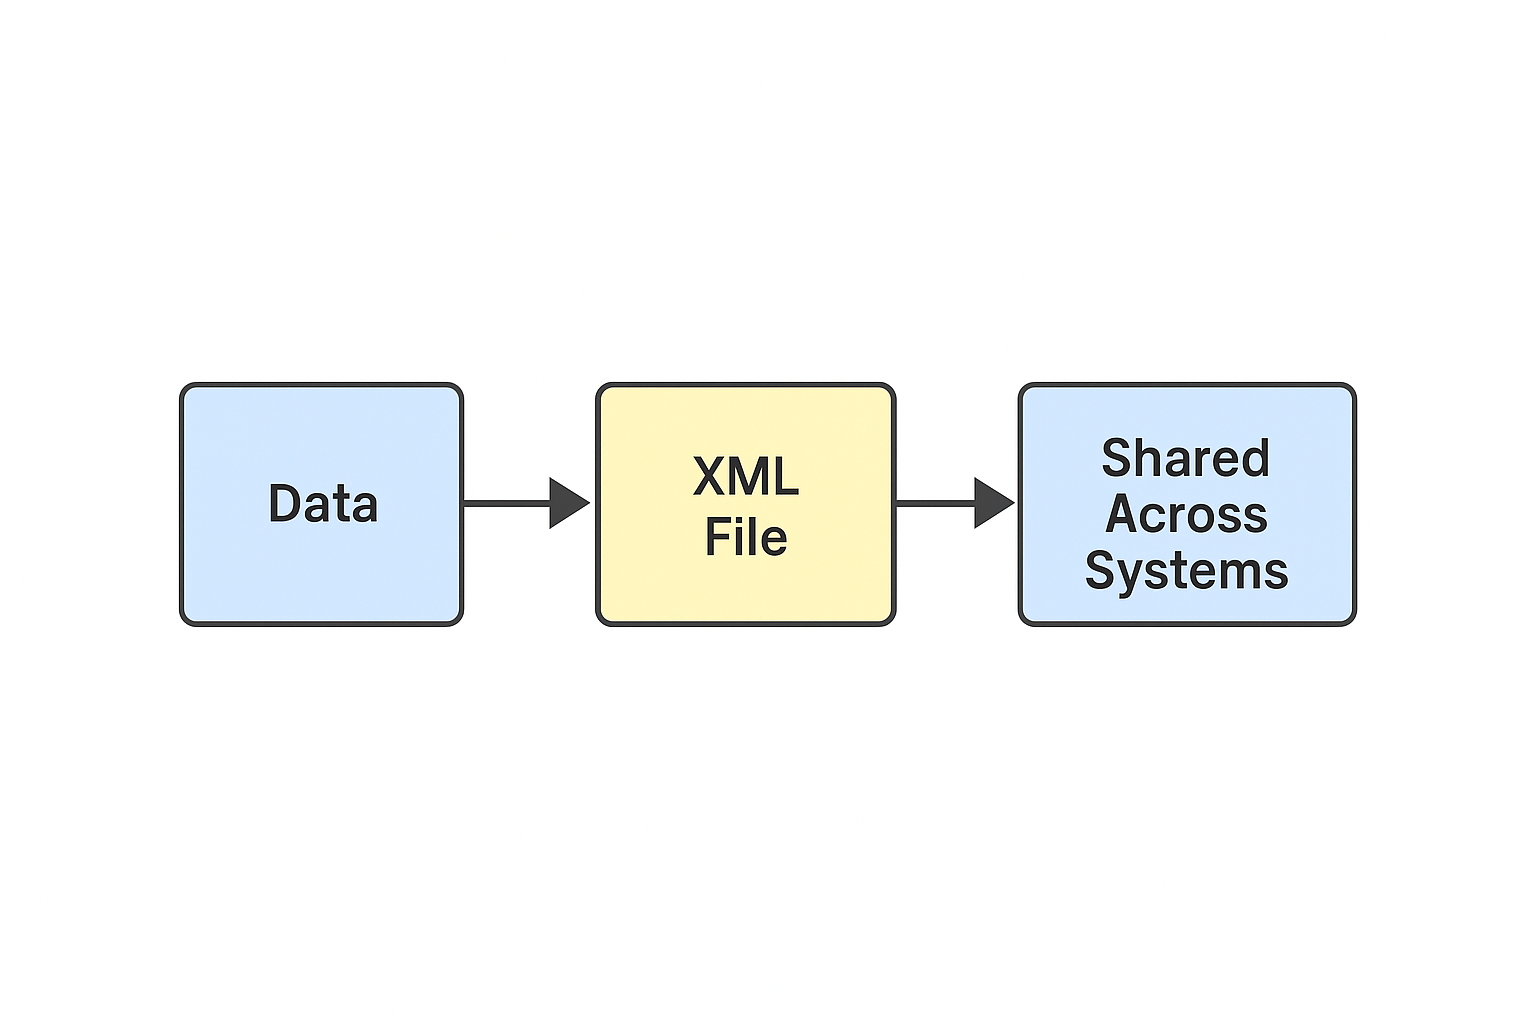 Data
XML
File
Shared
Across
Systems